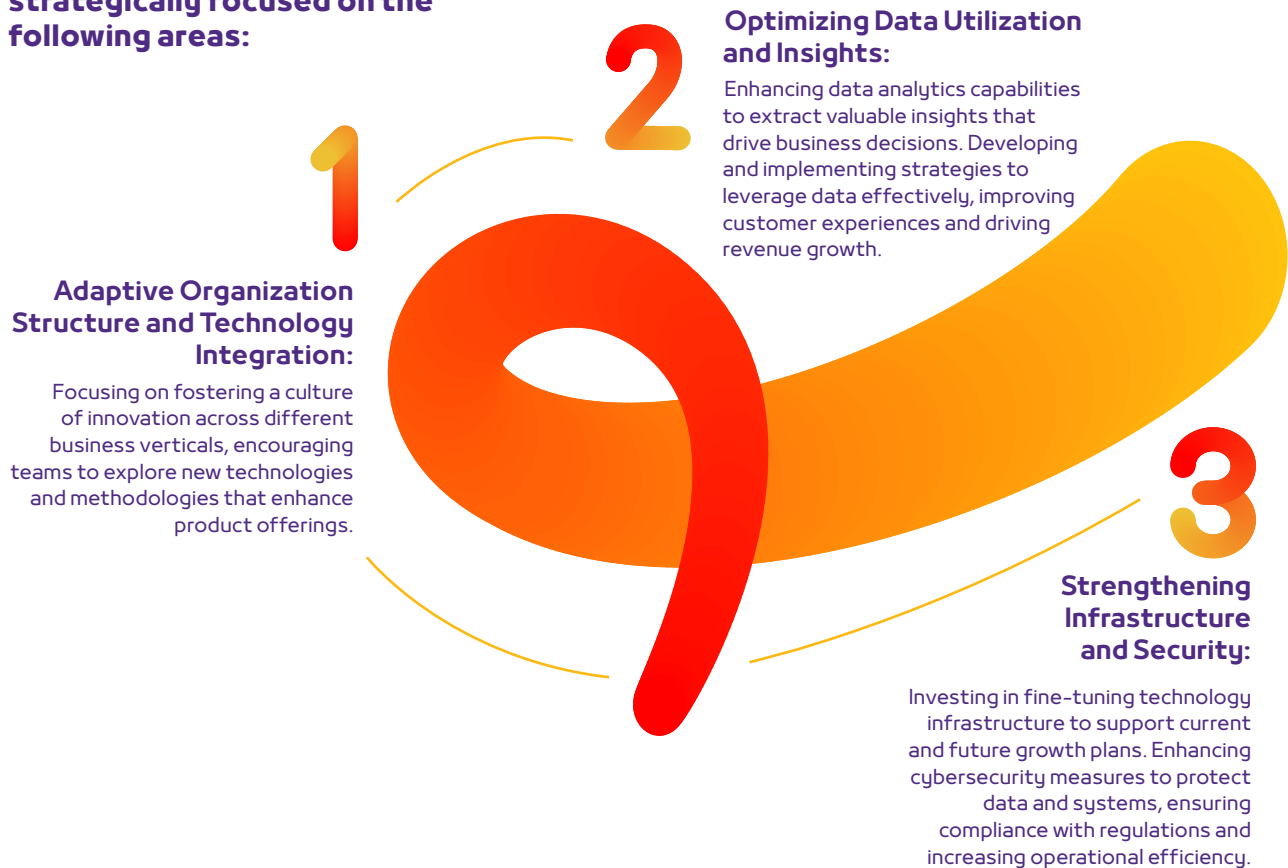 strategically focused on the
following areas:
1
Adaptive Organization
Structure and Technology
Integration:
Focusing on fostering a culture
of innovation across different
business verticals, encouraging
teams to explore new technologies
and methodologies that enhance
product offerings.
2
Optimizing Data Utilization
and Insights:
Enhancing data analytics capabilities
to extract valuable insights that
drive business decisions. Developing
and implementing strategies to
leverage data effectively, improving
customer experiences and driving
revenue growth.
3
Strengthening
Infrastructure
and Security:
Investing in fine-tuning technology
infrastructure to support current
and future growth plans. Enhancing
cybersecurity measures to protect
data and systems, ensuring
compliance with regulations and
increasing operational efficiency.